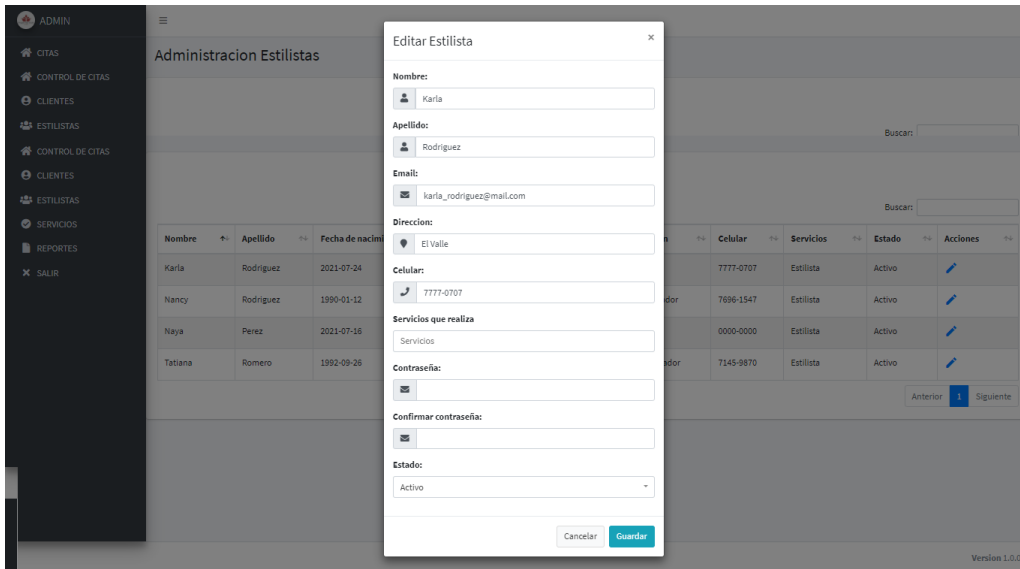 ADMIN
CITAS
CONTROL DE CITAS
CLIENTES
ESTILISTAS
CONTROL DE CITAS
CLIENTES
ESTILISTAS
SERVICIOS
REPORTES
SALIR
Administracion Estilistas
Buscar:
Buscar:
Nombre Apellido Fecha de nacimi n Celular Servicios Estado Acciones
Karla Rodriguez 2021-07-24 7777-0707 Estilista Activo
Nancy Rodriguez 1990-01-12 dor 7696-1547 Estilista Activo
Naya Perez 2021-07-16 0000-0000 Estilista Activo
Tatiana Romero 1992-09-26 ador 7145-9870 Estilista Activo
Anterior 1 Siguiente
Editar Estilista ×
Nombre:
Karla
Apellido:
Rodriguez
Email:
karla_rodriguez@mail.com
Direccion:
El Valle
Celular:
7777-0707
Servicios que realiza
Servicios
Contraseña:
Confirmar contraseña:
Estado:
Activo
Cancelar Guardar
Version 1.0.0